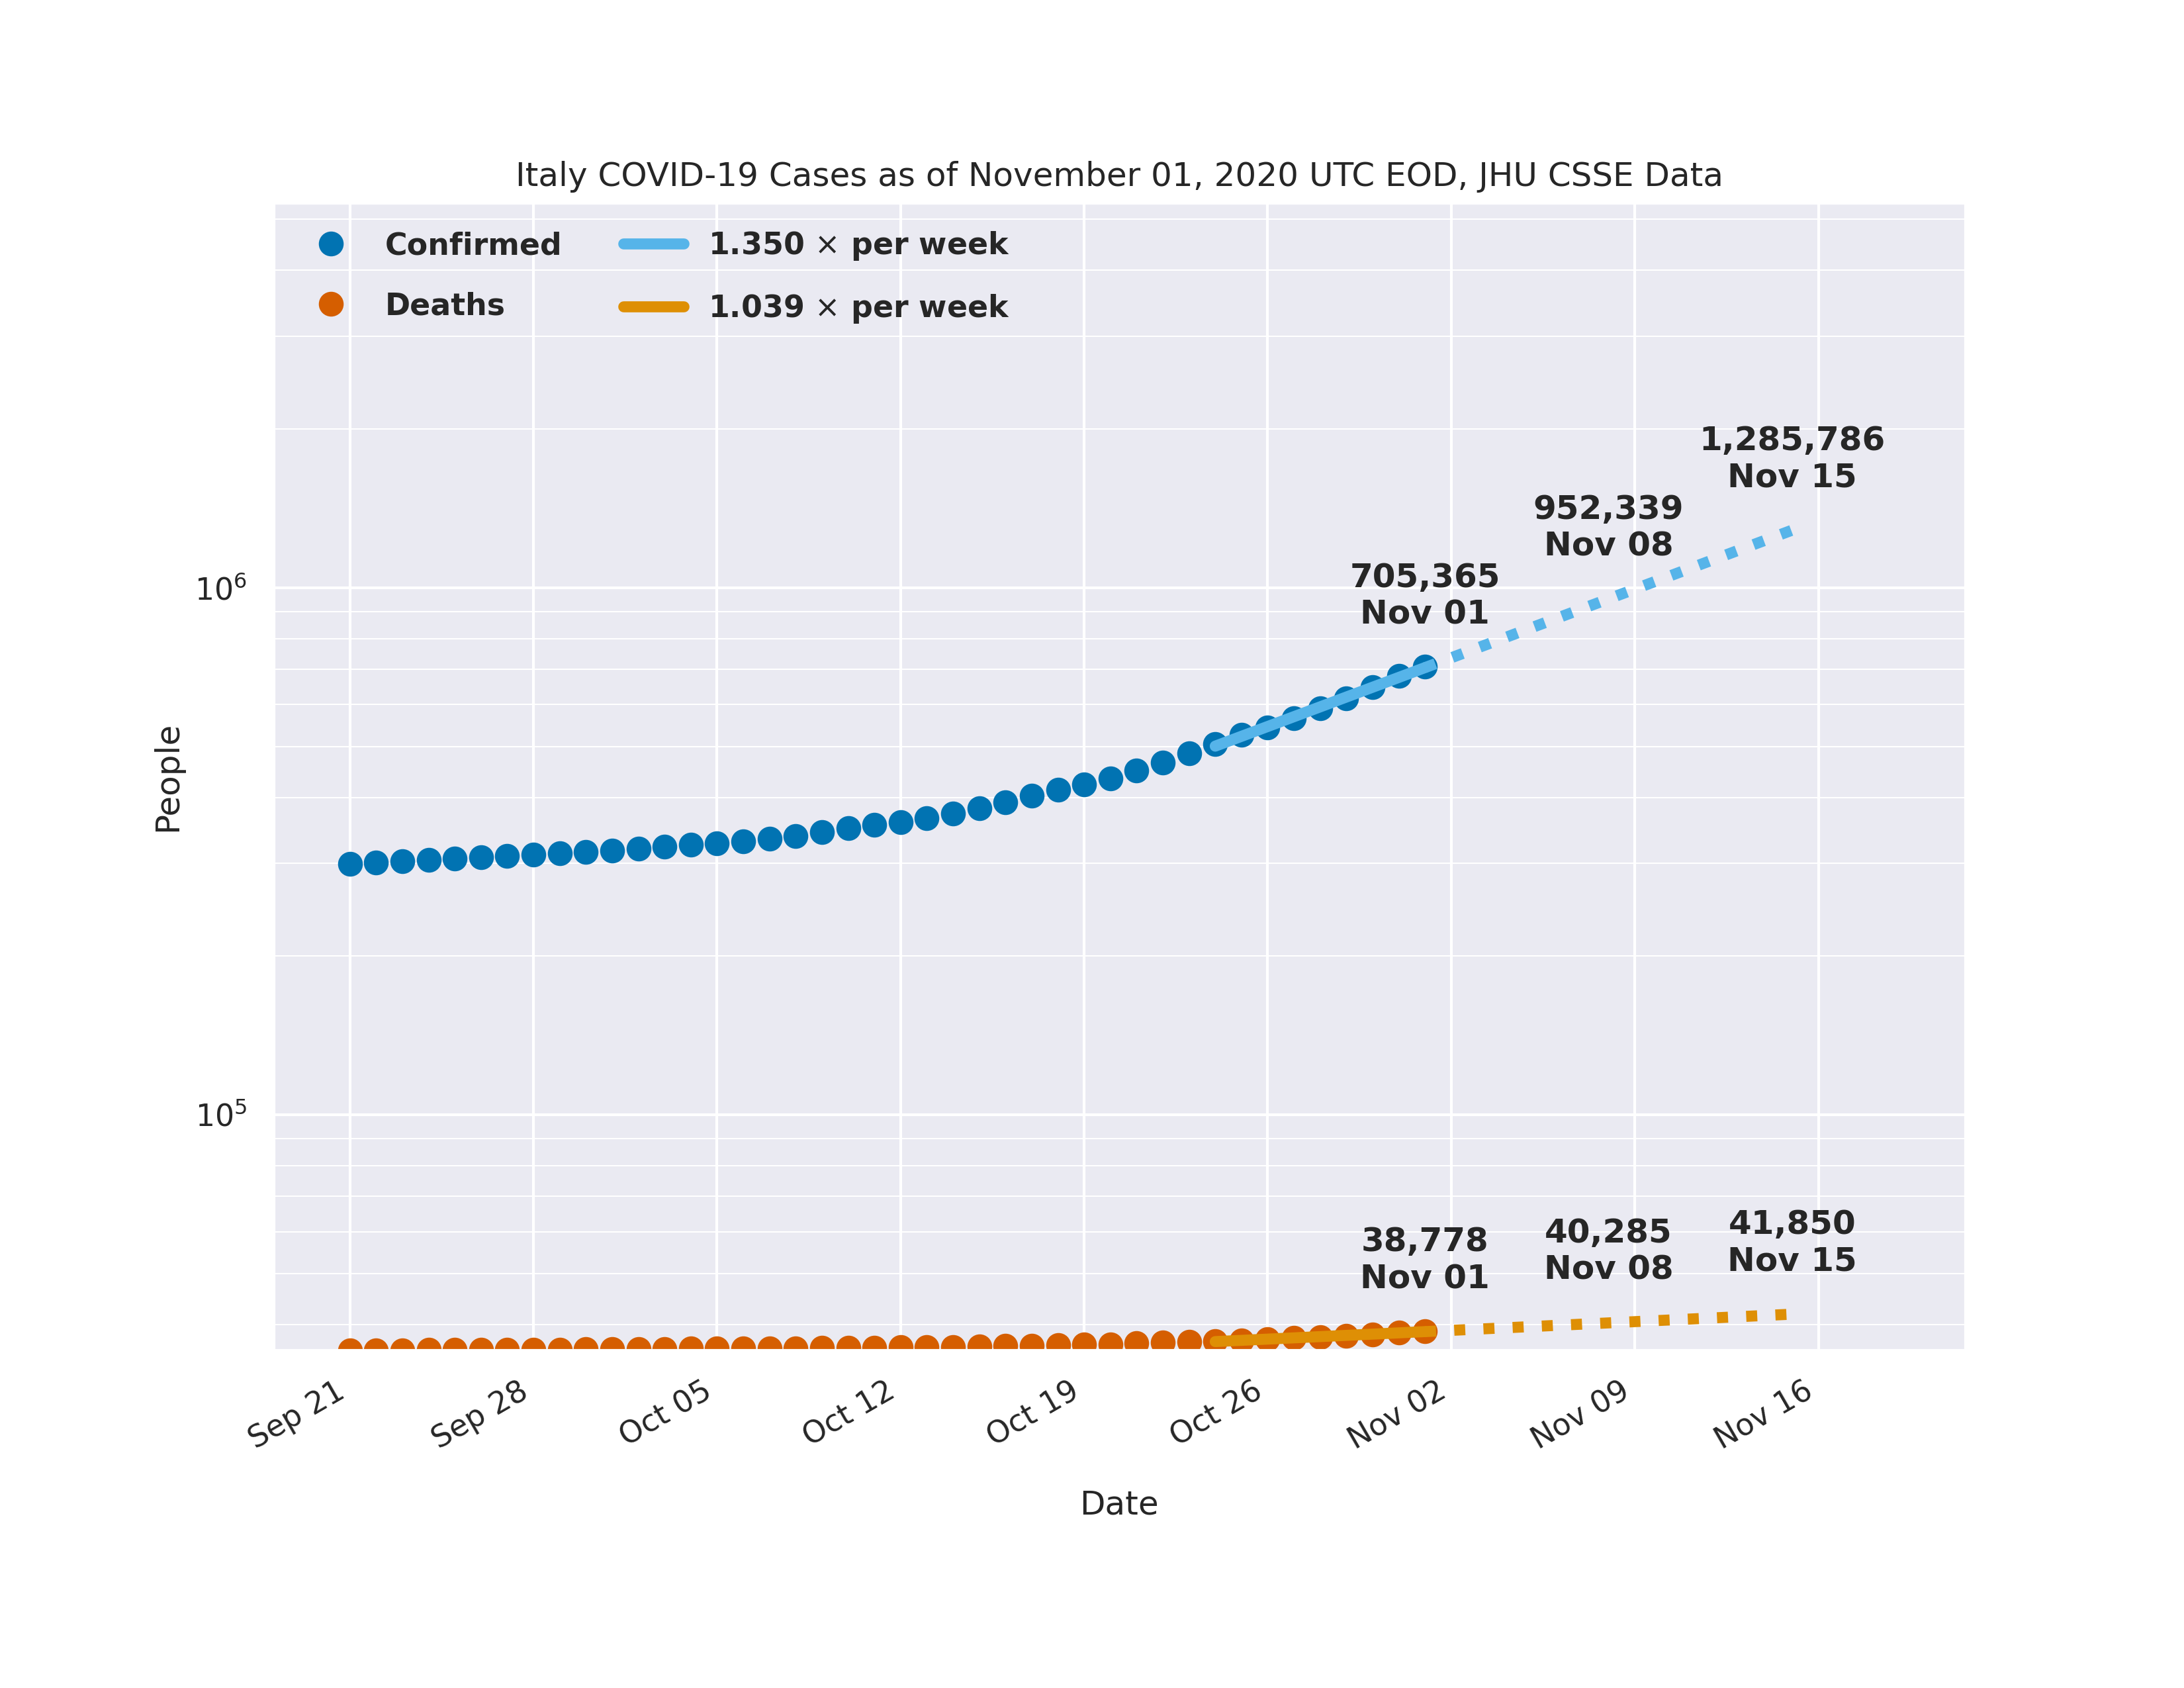 Italy COVID-19 Cases as of November 01, 2020 UTC EOD, JHU CSSE Data
Confirmed
Deaths
1.350 × per week
1.039 × per week
1,285,786
Nov 15
952,339
Nov 08
705,365
Nov 01
10⁶
People
10⁵
38,778
Nov 01
40,285
Nov 08
41,850
Nov 15
Sep 21
Sep 28
Oct 05
Oct 12
Oct 19
Oct 26
Nov 02
Nov 09
Nov 16
Date